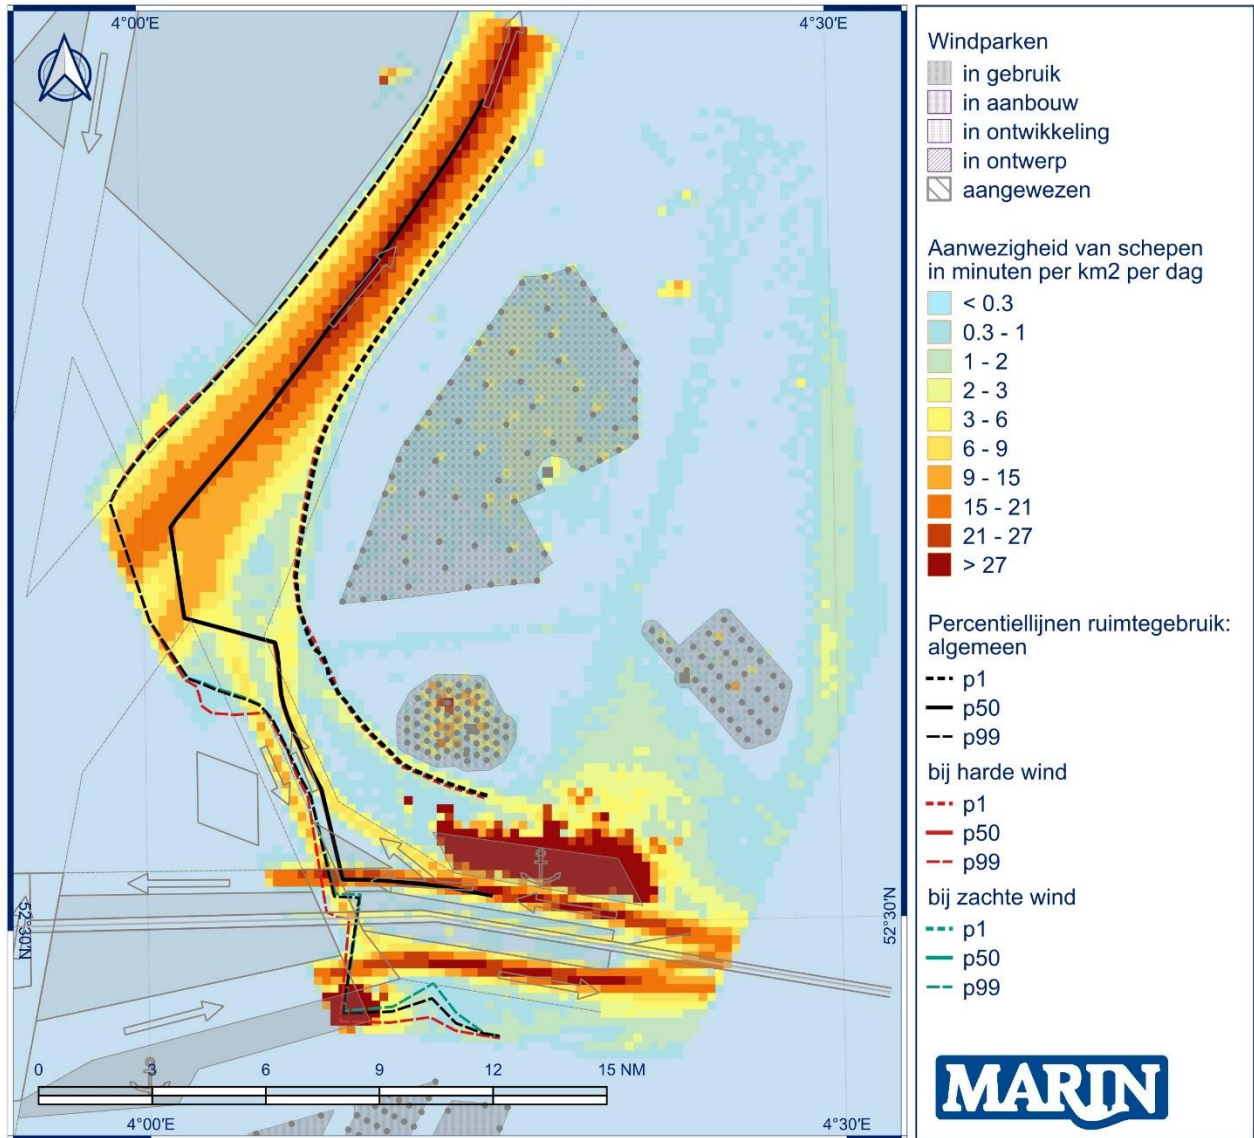 4°00'E
4°30'E
52°30'N
52°30'N
0
3
6
9
12
15 NM
4°00'E
4°30'E
Windparken
in gebruik
in aanbouw
in ontwikkeling
in ontwerp
aangewezen
Aanwezigheid van schepen
in minuten per km2 per dag
< 0.3
0.3 - 1
1 - 2
2 - 3
3 - 6
6 - 9
9 - 15
15 - 21
21 - 27
> 27
Percentiellijnen ruimtegebruik:
algemeen
p1
p50
p99
bij harde wind
p1
p50
p99
bij zachte wind
p1
p50
p99
MARIN